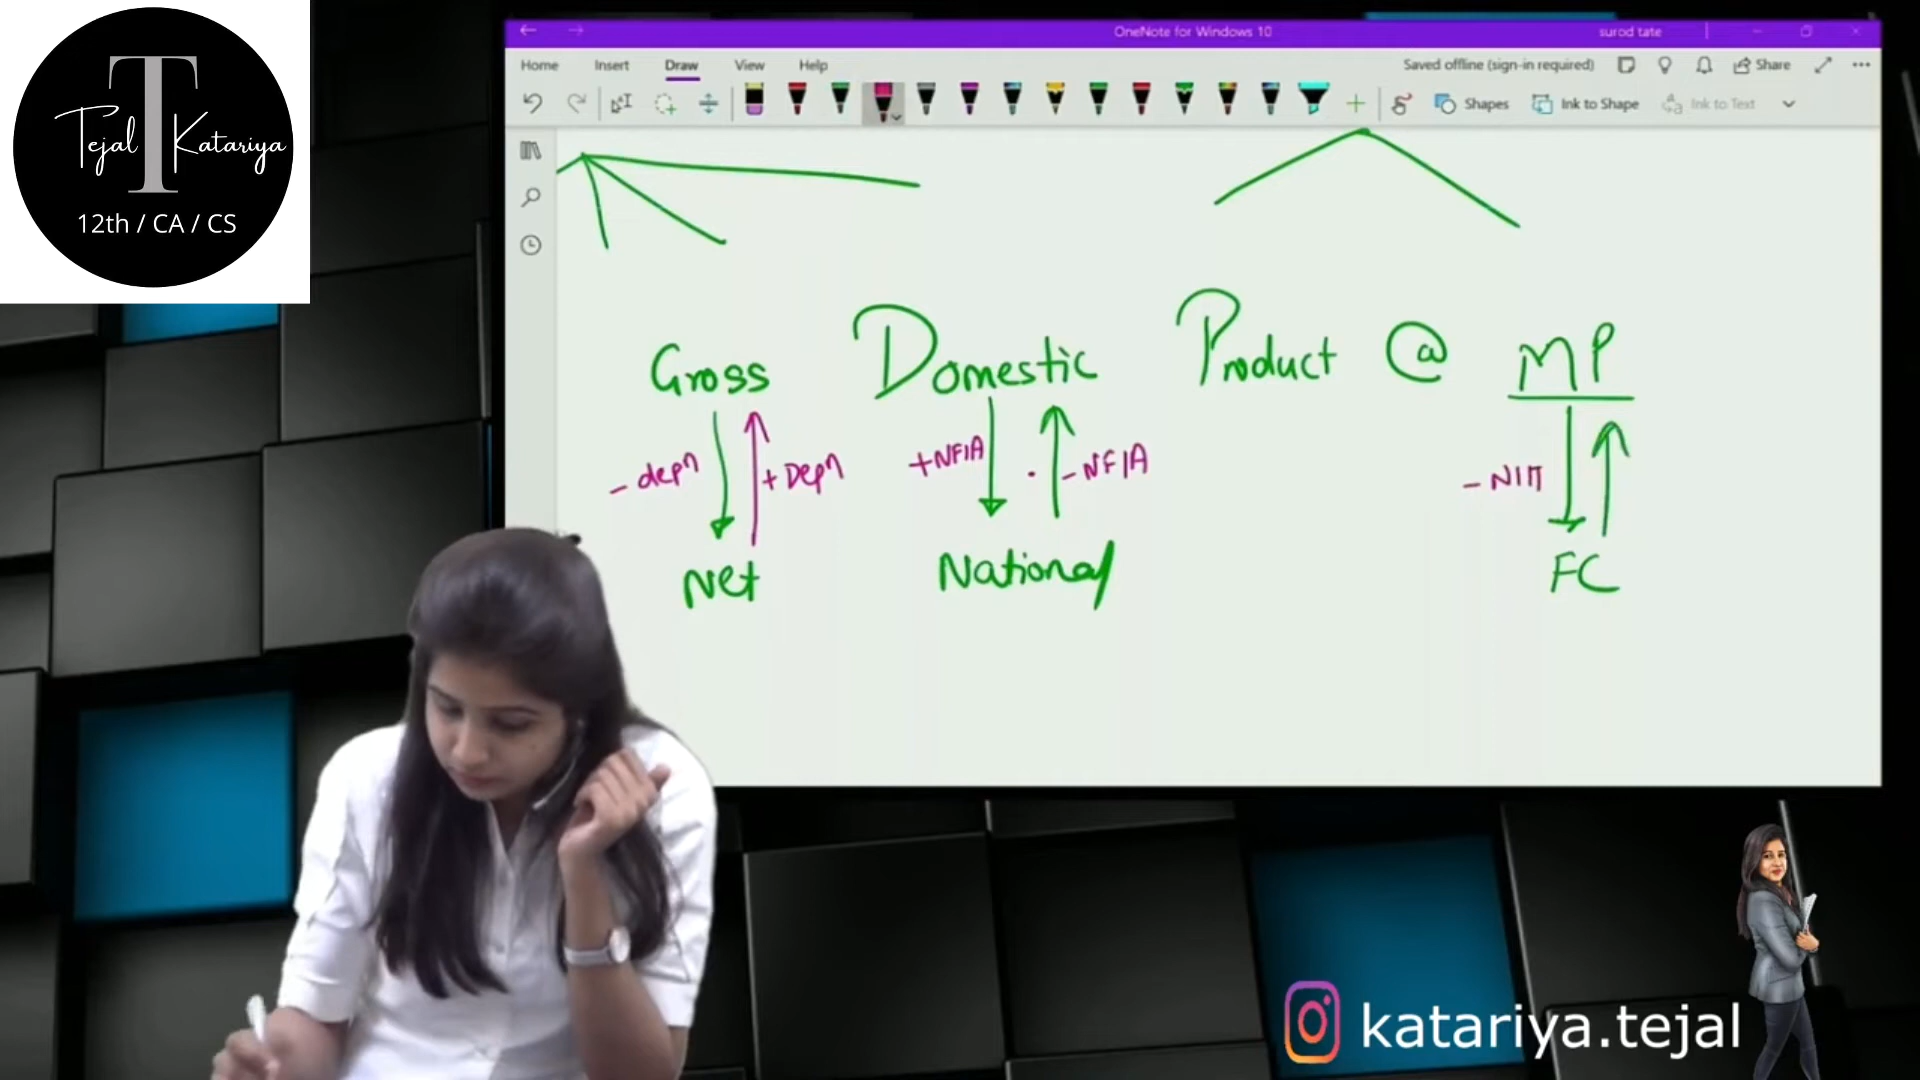 T
Tejal Katariya
12th / CA / CS
OneNote for Windows 10
surod tate
Home Insert Draw View Help
Saved offline (sign-in required)
Share
Shapes
Ink to Shape
Ink to Text
Gross Domestic Product @ MP
- depn + Depn +NFIA - NFIA - NIT
Net National FC
katariya.tejal